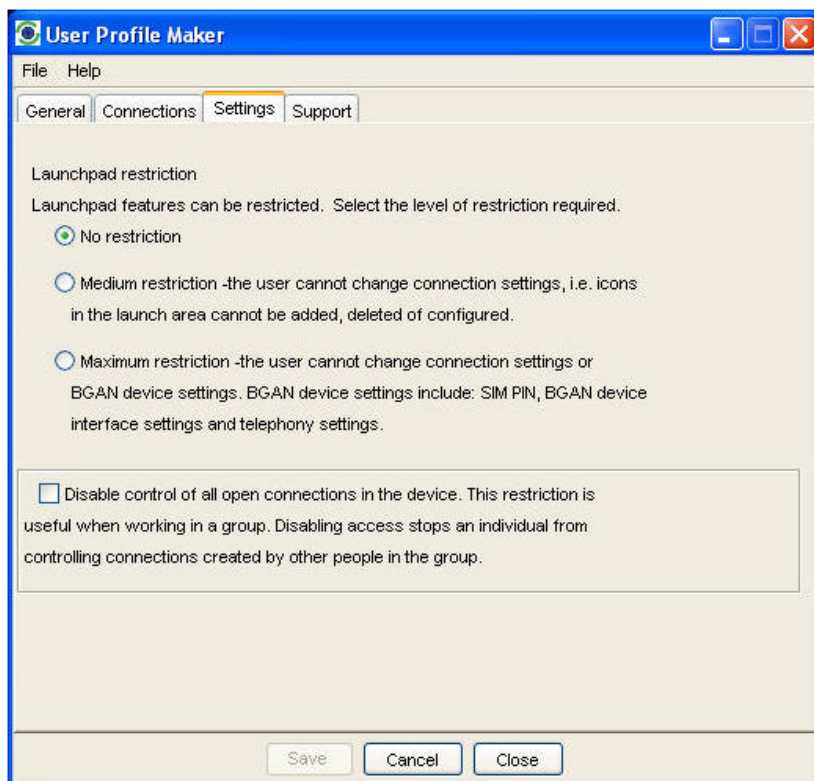 User Profile Maker
File Help
General Connections Settings Support
Launchpad restriction
Launchpad features can be restricted. Select the level of restriction required.
No restriction
Medium restriction -the user cannot change connection settings, i.e. icons
in the launch area cannot be added, deleted of configured.
Maximum restriction -the user cannot change connection settings or
BGAN device settings. BGAN device settings include: SIM PIN, BGAN device
interface settings and telephony settings.
Disable control of all open connections in the device. This restriction is
useful when working in a group. Disabling access stops an individual from
controlling connections created by other people in the group.
Save Cancel Close